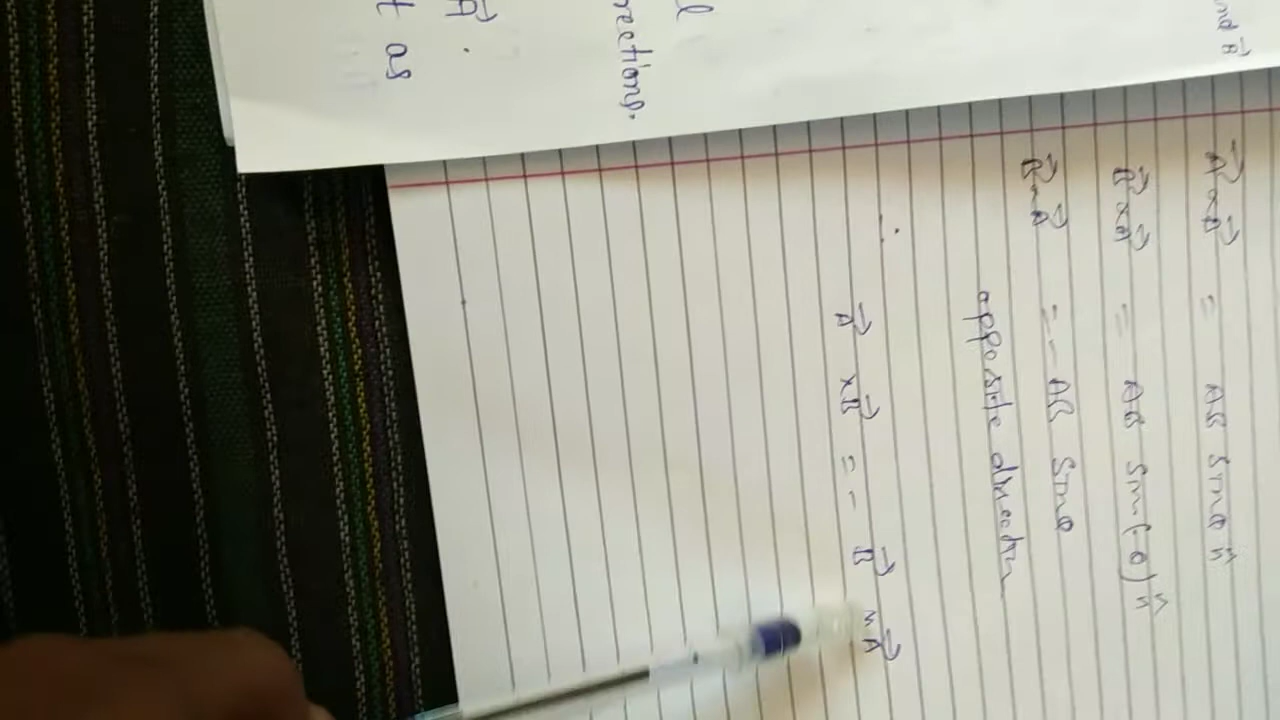 and B⃗
l
rections.
A⃗.
t as
A⃗ × B⃗ = AB Sinθ n̂
B⃗ × A⃗ = AB Sin(-θ) n̂
B⃗ × A⃗ = - AB Sinθ
opposite direction
A⃗ × B⃗ = - B⃗ × A⃗